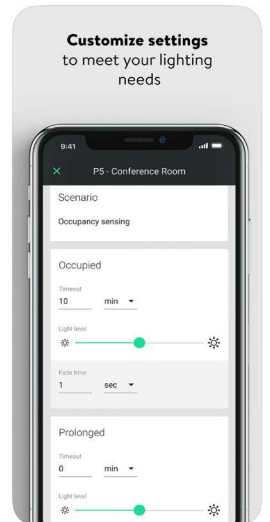 Customize settings
to meet your lighting
needs
9:41
P5 - Conference Room
Scenario
Occupancy sensing
Occupied
Timeout
10 min
Light level
Fade time
1 sec
Prolonged
Timeout
0 min
Light level